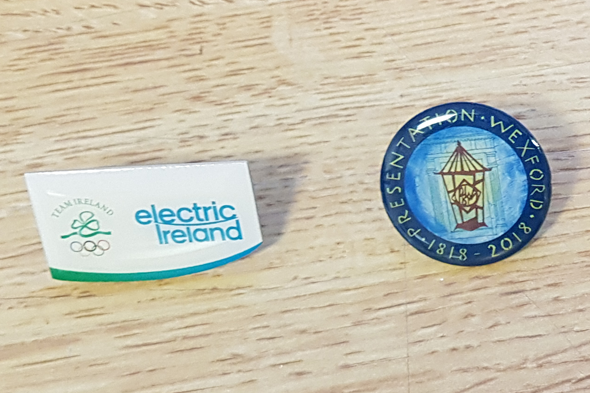 TEAM IRELAND
electric
Ireland
PRESENTATION · WEXFORD ·
1818 - 2018 ·